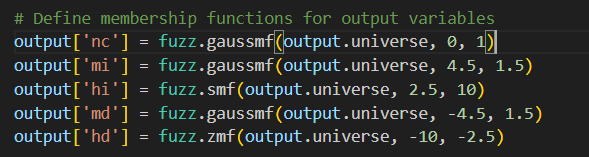 # Define membership functions for output variables
output['nc'] = fuzz.gaussmf(output.universe, 0, 1)
output['mi'] = fuzz.gaussmf(output.universe, 4.5, 1.5)
output['hi'] = fuzz.smf(output.universe, 2.5, 10)
output['md'] = fuzz.gaussmf(output.universe, -4.5, 1.5)
output['hd'] = fuzz.zmf(output.universe, -10, -2.5)